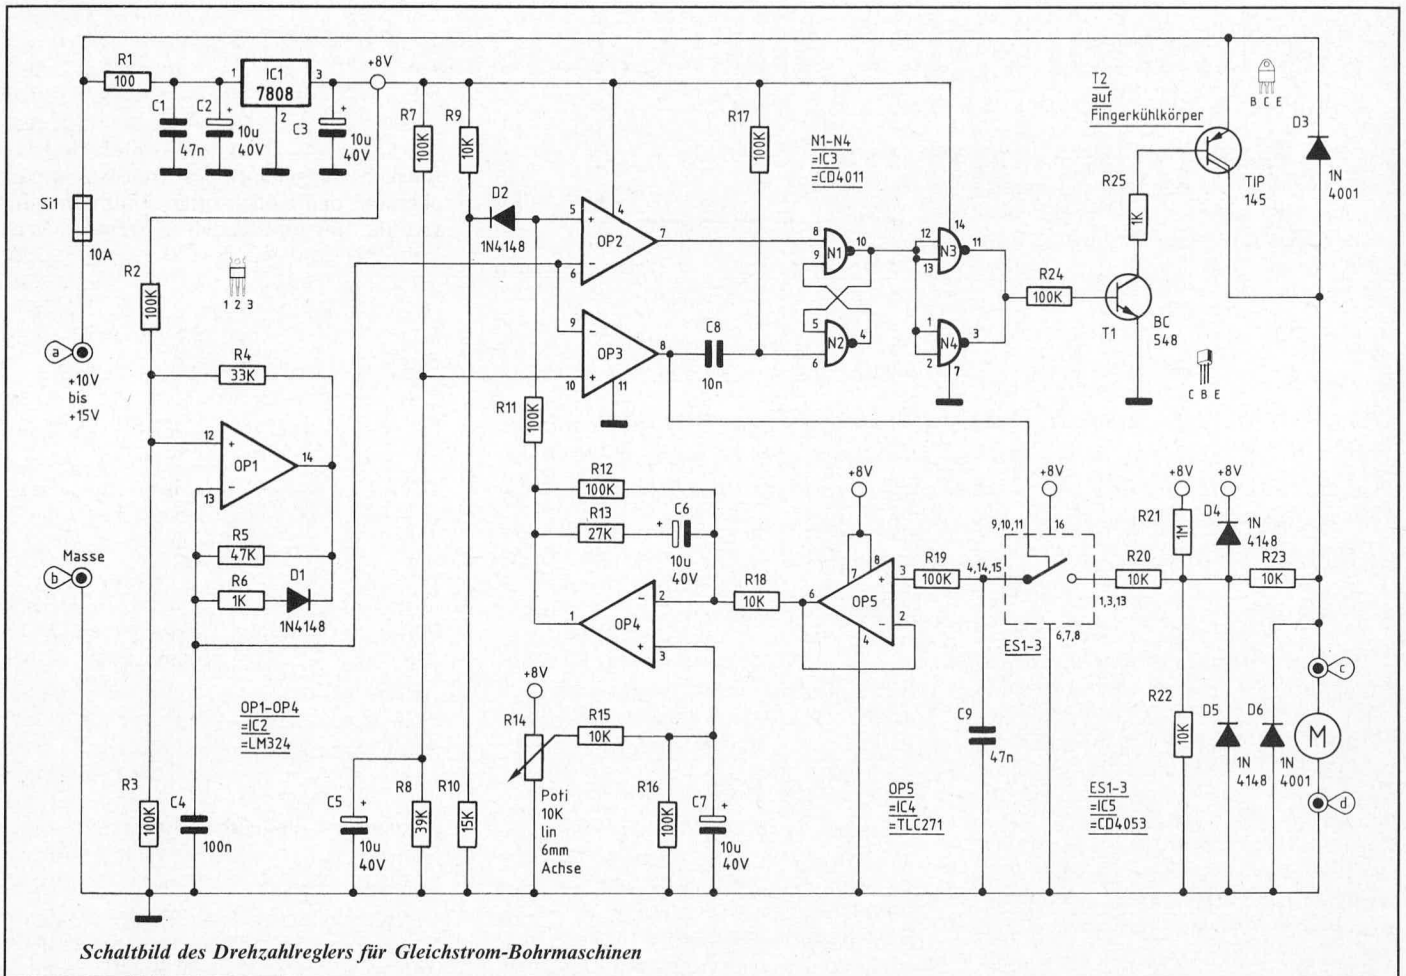 R1
100
C1
47n
C2
+
10u
40V
1
IC1
7808
3
2
C3
+
10u
40V
+8V
R7
100K
R9
10K
D2
1N4148
5
+
4
OP2
7
6
−
9
−
OP3
8
10
+
11
C8
10n
R17
100K
N1-N4
=IC3
=CD4011
8
9
N1
10
5
6
N2
4
12
13
14
N3
11
1
2
N4
3
7
R24
100K
T2
auf
Fingerkühlkörper
B C E
R25
1K
T1
BC
548
C B E
TIP
145
D3
1N
4001
Si1
10A
a
+10V
bis
+15V
b
Masse
R2
100K
1 2 3
R4
33K
12
+
OP1
14
13
−
R5
47K
R6
1K
D1
1N4148
OP1-OP4
=IC2
=LM324
R3
100K
C4
100n
C5
+
10u
40V
R8
39K
R10
15K
R11
100K
R12
100K
R13
27K
+
C6
10u
40V
1
OP4
−
2
+
3
R18
10K
+8V
R14
Poti
10K
lin
6mm
Achse
R15
10K
R16
100K
C7
+
10u
40V
+8V
7
8
6
OP5
+
3
−
2
4
R19
100K
4,14,15
9,10,11
+8V
16
ES1-3
6,7,8
1,3,13
C9
47n
OP5
=IC4
=TLC271
ES1-3
=IC5
=CD4053
R20
10K
+8V
R21
1M
+8V
D4
1N
4148
R23
10K
R22
10K
D5
1N
4148
D6
1N
4001
c
M
d
Schaltbild des Drehzahlreglers für Gleichstrom-Bohrmaschinen